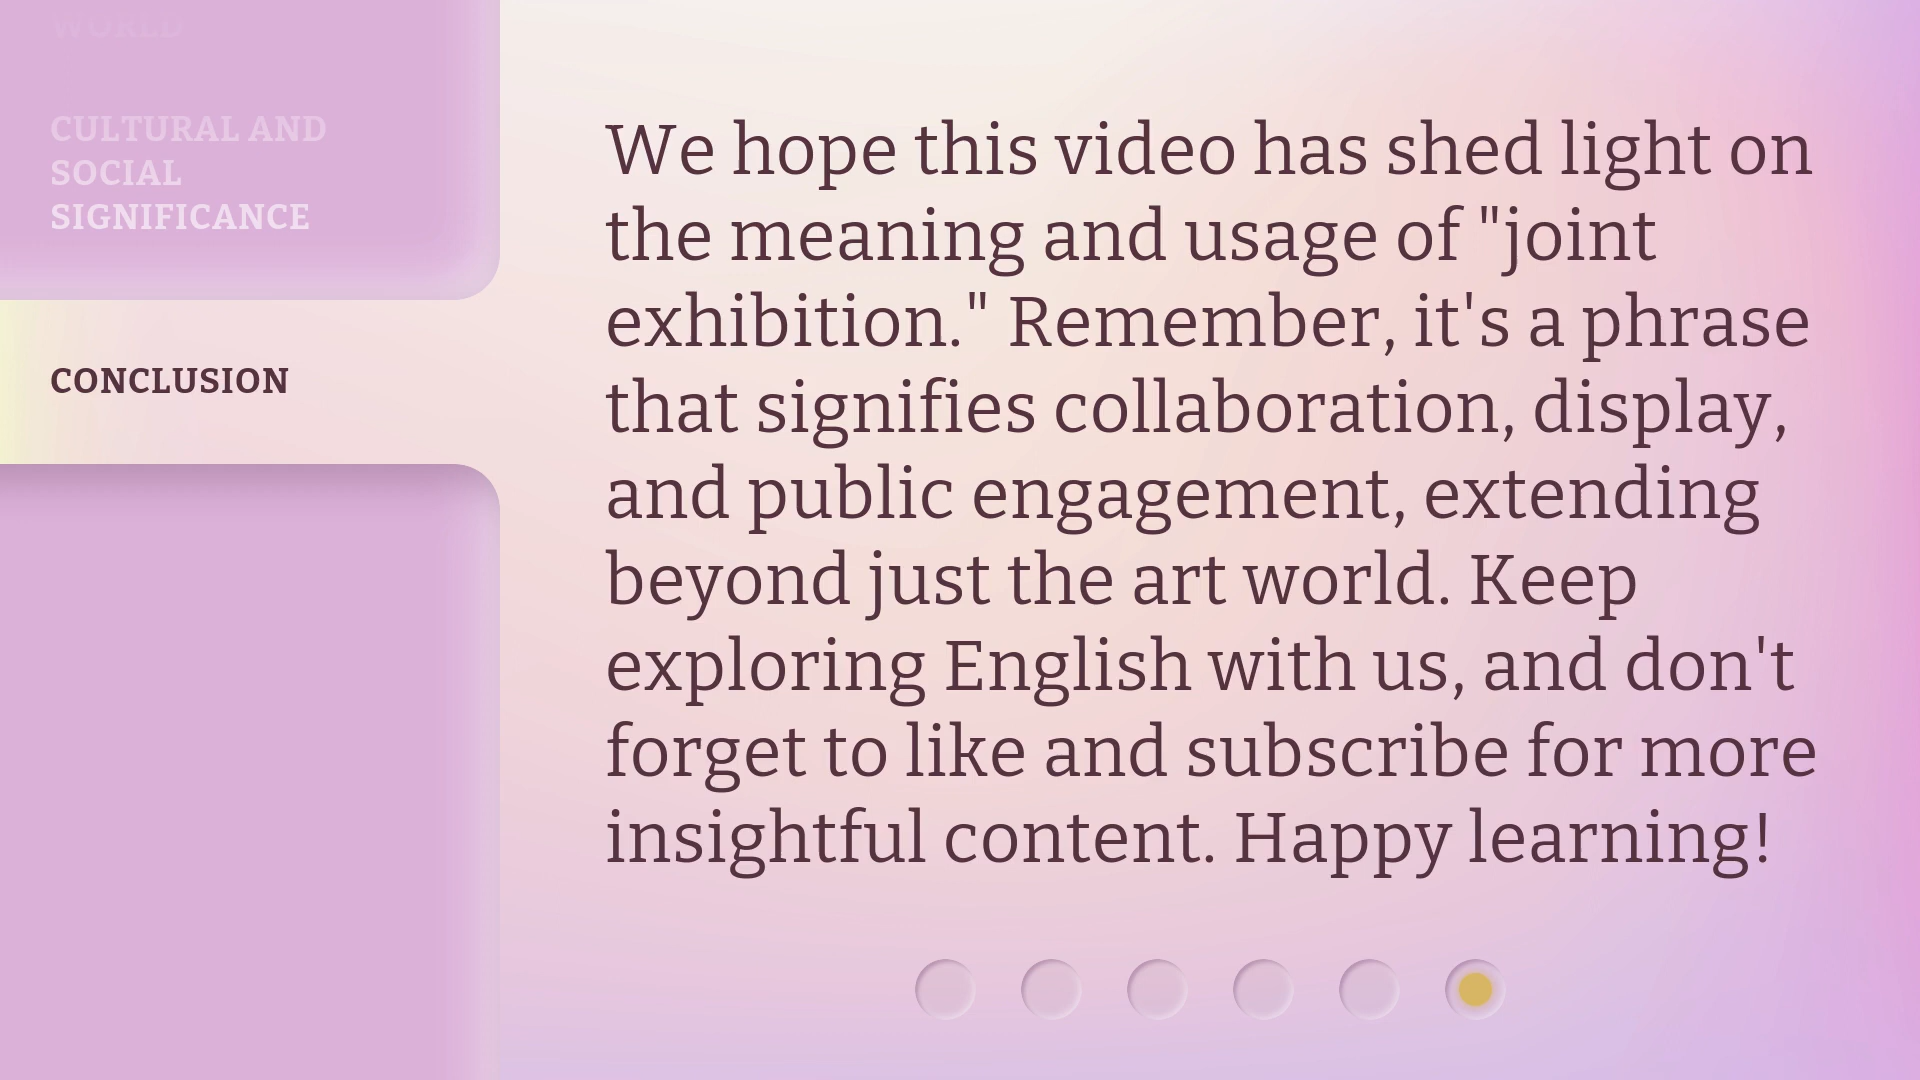 WORLD
CULTURAL AND
SOCIAL
SIGNIFICANCE
CONCLUSION
We hope this video has shed light on
the meaning and usage of "joint
exhibition." Remember, it's a phrase
that signifies collaboration, display,
and public engagement, extending
beyond just the art world. Keep
exploring English with us, and don't
forget to like and subscribe for more
insightful content. Happy learning!